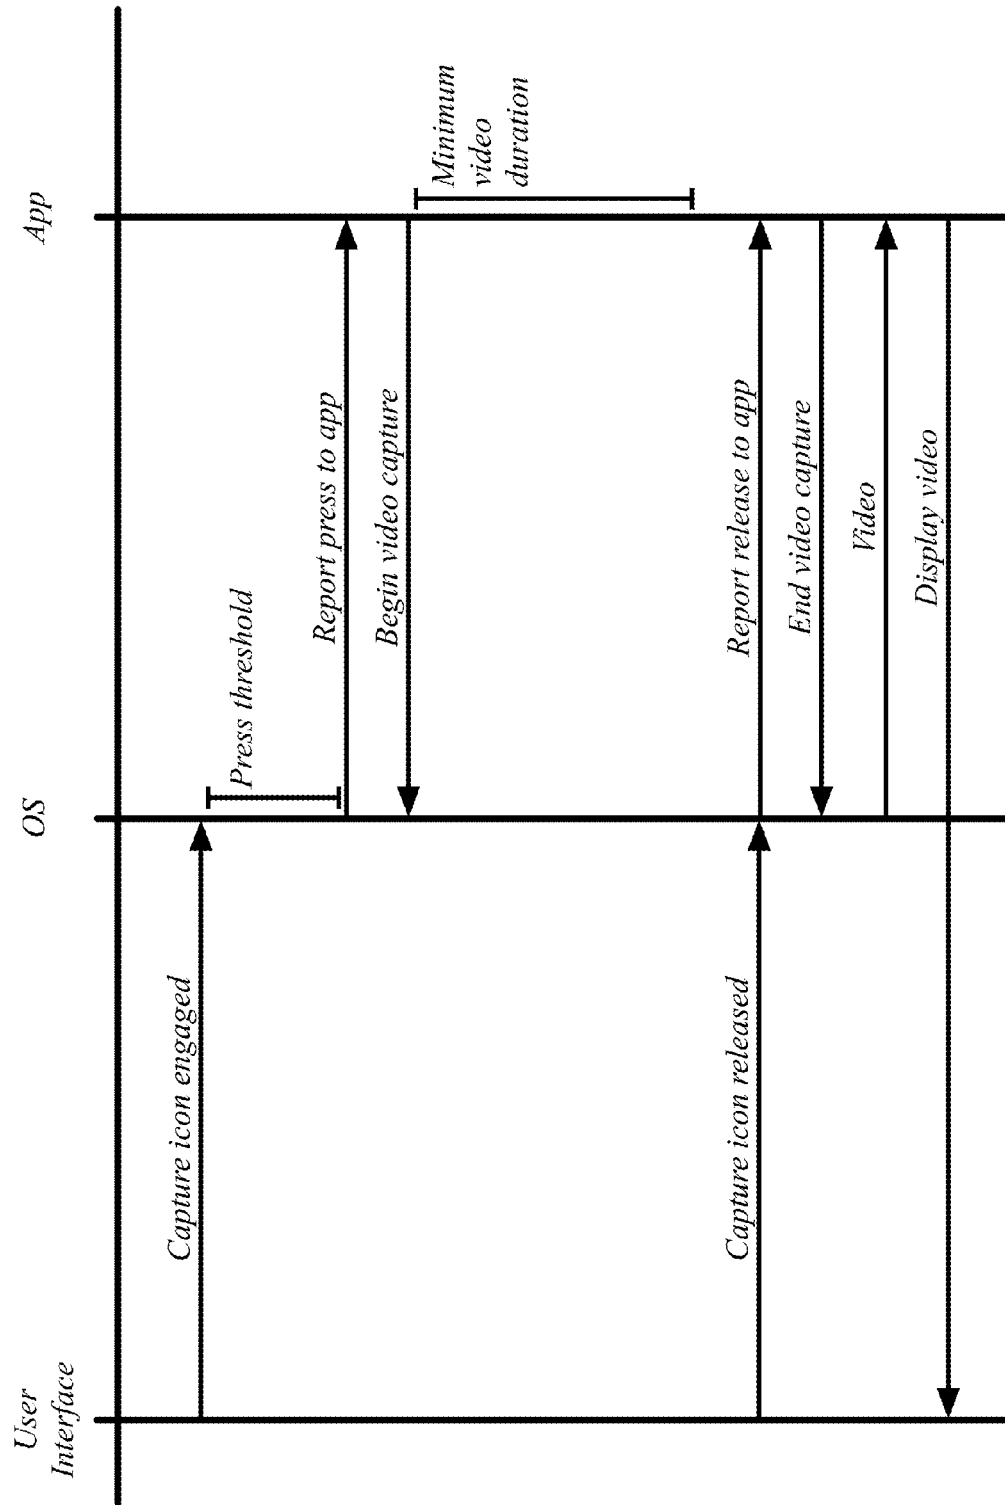 User
Interface
OS
App
Capture icon engaged
Press threshold
Report press to app
Begin video capture
Minimum
video
duration
Capture icon released
Report release to app
End video capture
Video
Display video